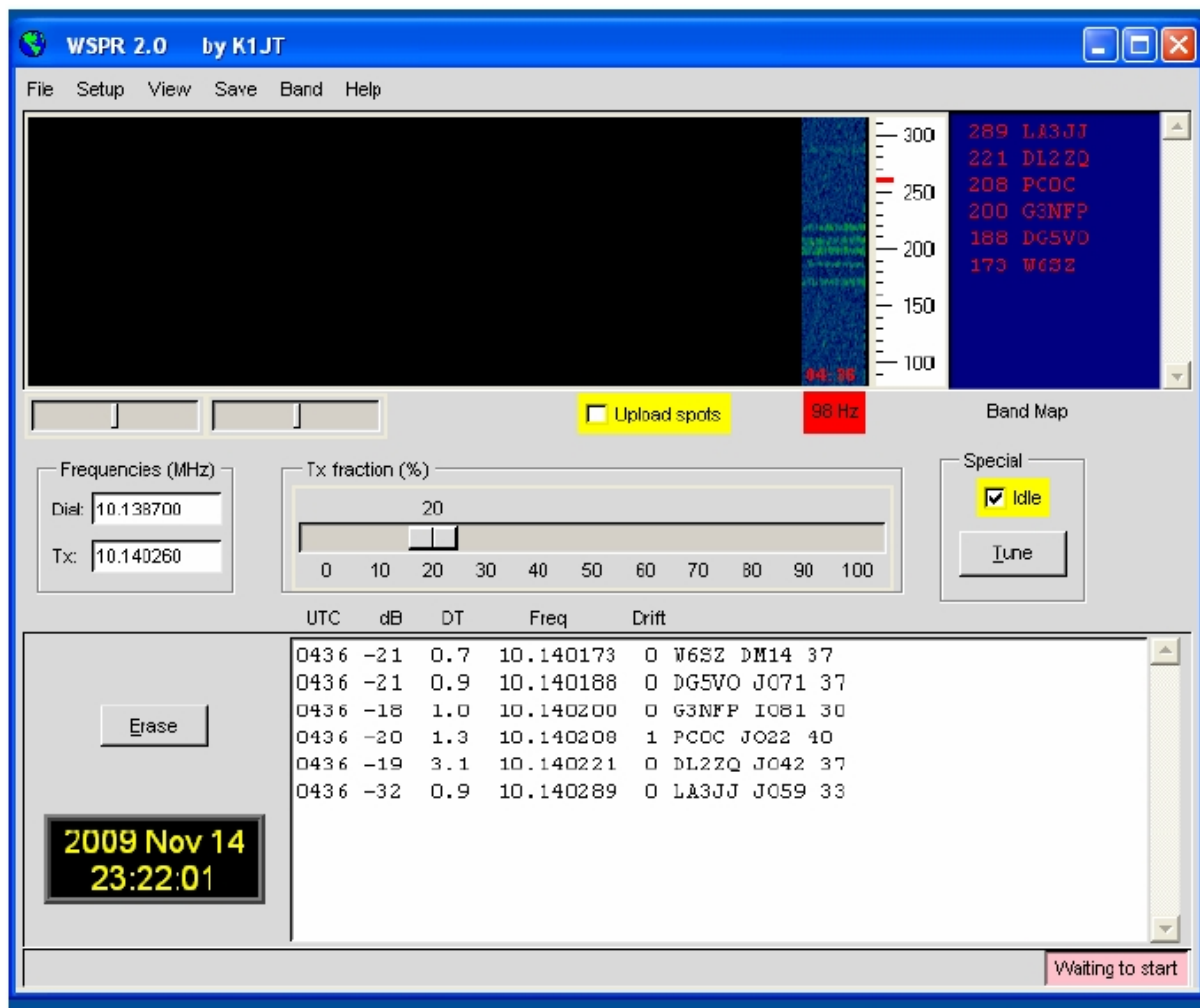 WSPR 2.0 by K1JT
File Setup View Save Band Help
300
250
200
150
100
289 LA3JJ
221 DL2ZQ
208 PC0C
200 G3NFP
188 DG5VO
173 W6SZ
04:36
Upload spots
98 Hz
Band Map
Frequencies (MHz)
Dial: 10.138700
Tx: 10.140260
Tx fraction (%)
20
0 10 20 30 40 50 60 70 80 90 100
Special
Idle
Tune
UTC dB DT Freq Drift
0436 -21 0.7 10.140173 0 W6SZ DM14 37
0436 -21 0.9 10.140188 0 DG5VO JO71 37
0436 -18 1.0 10.140200 0 G3NFP IO81 30
0436 -20 1.3 10.140208 1 PC0C JO22 40
0436 -19 3.1 10.140221 0 DL2ZQ JO42 37
0436 -32 0.9 10.140289 0 LA3JJ JO59 33
Erase
2009 Nov 14
23:22:01
Waiting to start